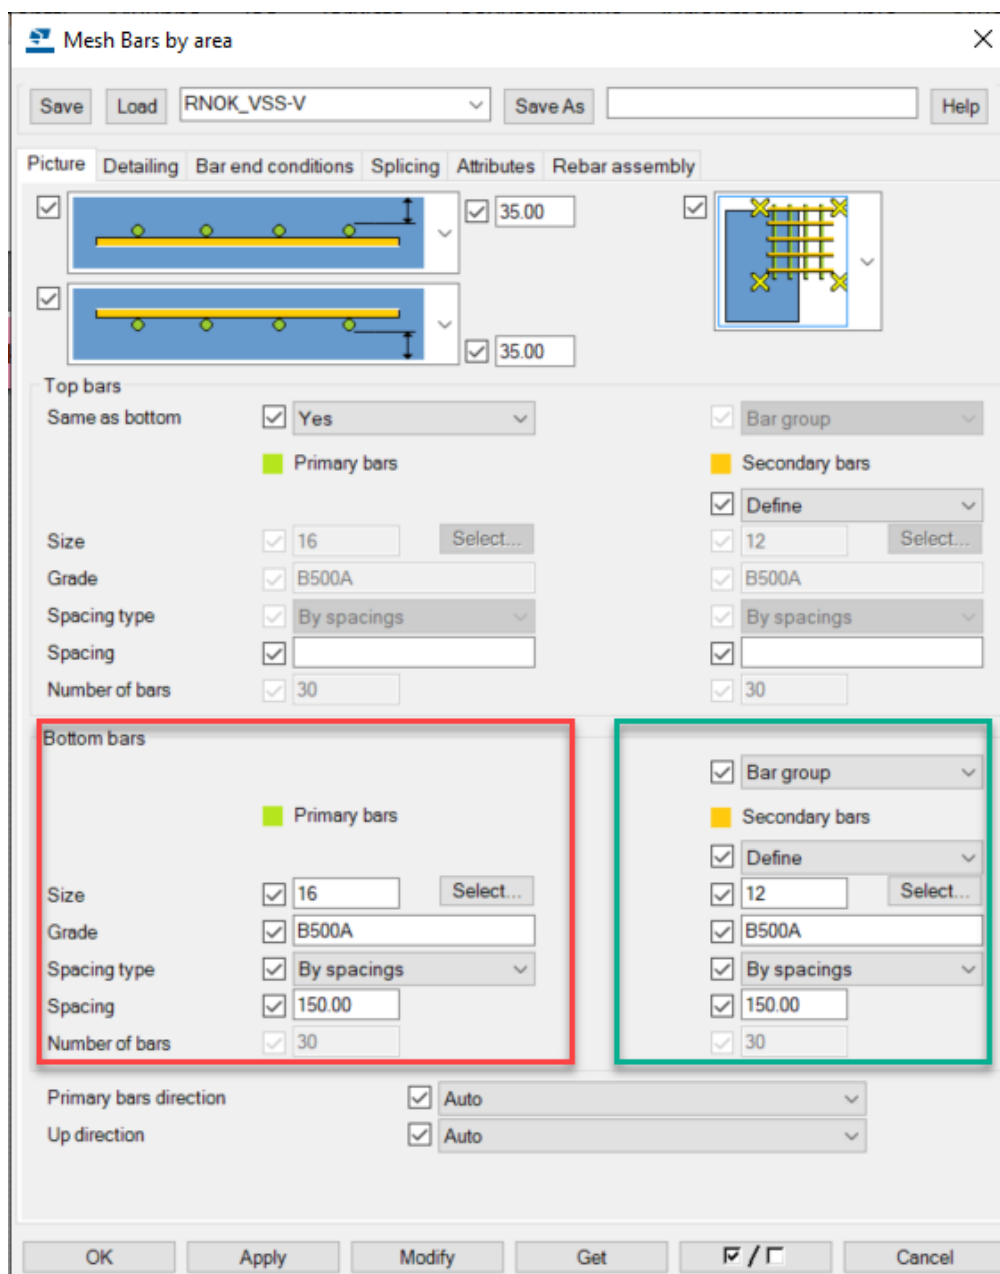 Mesh Bars by area
Save Load RNOK_VSS-V Save As Help
Picture Detailing Bar end conditions Splicing Attributes Rebar assembly
35.00
35.00
Top bars
Same as bottom Yes Bar group
Primary bars Secondary bars
Define
Size 16 Select... 12 Select...
Grade B500A B500A
Spacing type By spacings By spacings
Spacing
Number of bars 30 30
Bottom bars
Bar group
Primary bars Secondary bars
Define
Size 16 Select... 12 Select...
Grade B500A B500A
Spacing type By spacings By spacings
Spacing 150.00 150.00
Number of bars 30 30
Primary bars direction Auto
Up direction Auto
OK Apply Modify Get / Cancel